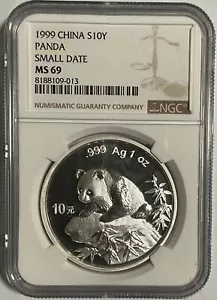 1999 CHINA S10Y
PANDA
SMALL DATE
MS 69
8188109-013
NUMISMATIC GUARANTY COMPANY
NGC
.999 Ag 1 oz
10元